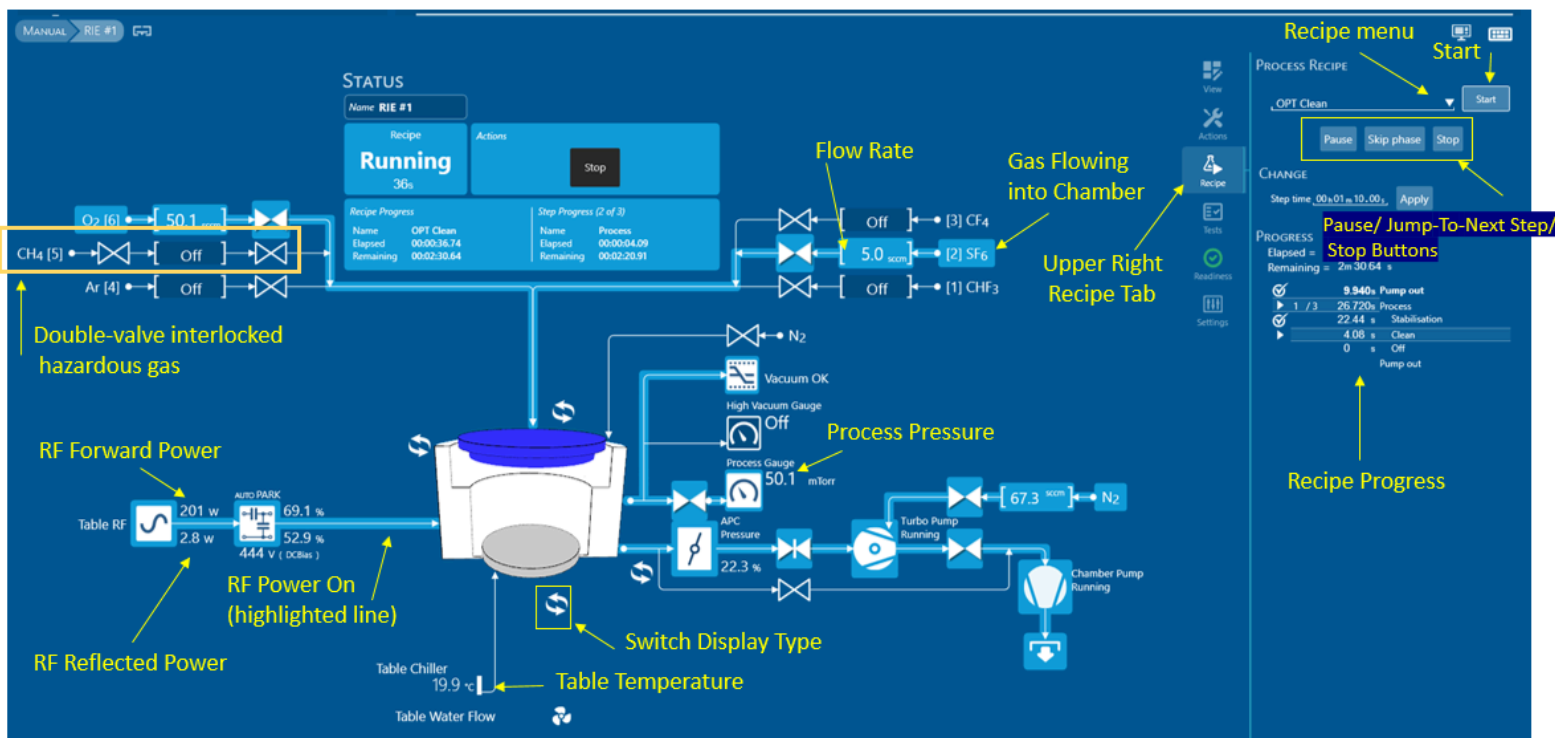 MANUAL
RIE #1
Recipe menu
Start
STATUS
Name RIE #1
Recipe
Running
36s
Actions
Stop
Recipe Progress
Name OPT Clean
Elapsed 00:00:36.74
Remaining 00:02:30.64
Step Progress (2 of 3)
Name Process
Elapsed 00:00:04.09
Remaining 00:02:20.91
View
Actions
Recipe
Tests
Readiness
Settings
PROCESS RECIPE
OPT Clean
Start
Pause
Skip phase
Stop
CHANGE
Step time 00h01m10.00s
Apply
Pause/ Jump-To-Next Step/
Stop Buttons
PROGRESS
Elapsed =
Remaining = 2m 30.64 s
9.940s Pump out
1 / 3 26.720s Process
22.44 s Stabilisation
4.08 s Clean
0 s Off
Pump out
Recipe Progress
Flow Rate
Gas Flowing
into Chamber
Upper Right
Recipe Tab
O2 [6]
50.1 sccm
CH4 [5]
Off
Ar [4]
Off
Off
[3] CF4
5.0 sccm
[2] SF6
Off
[1] CHF3
Double-valve interlocked
hazardous gas
N2
Vacuum OK
High Vacuum Gauge
Off
Process Gauge
50.1 mTorr
Process Pressure
RF Forward Power
Table RF
201 W
2.8 W
AUTO PARK
69.1 %
52.9 %
444 V ( DCBias )
RF Power On
(highlighted line)
RF Reflected Power
APC
Pressure
22.3 %
Turbo Pump
Running
67.3 sccm
N2
Chamber Pump
Running
Switch Display Type
Table Chiller
19.9 °C
Table Temperature
Table Water Flow